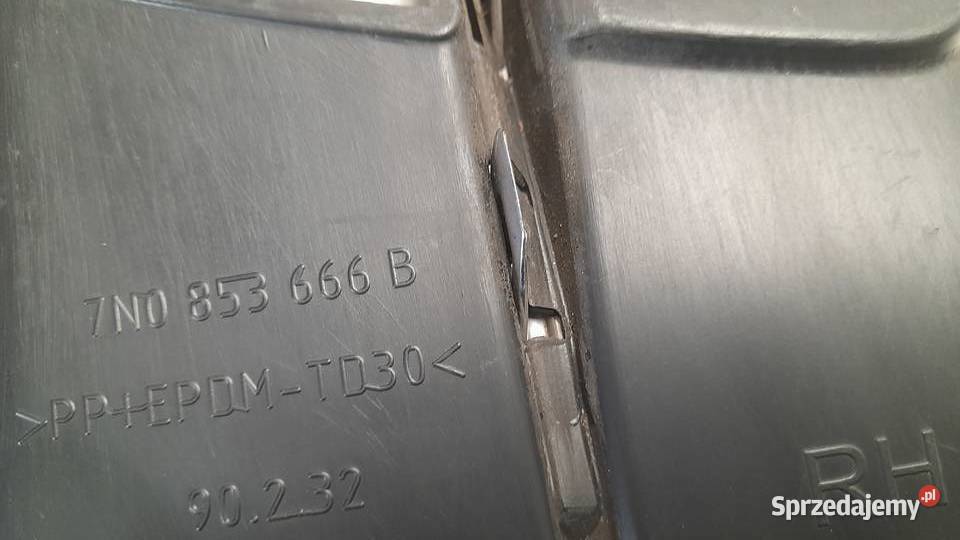 7N0 853 666 B
>PP+EPDM-TD30<
90.2.32
RH
Sprzedajemy.pl